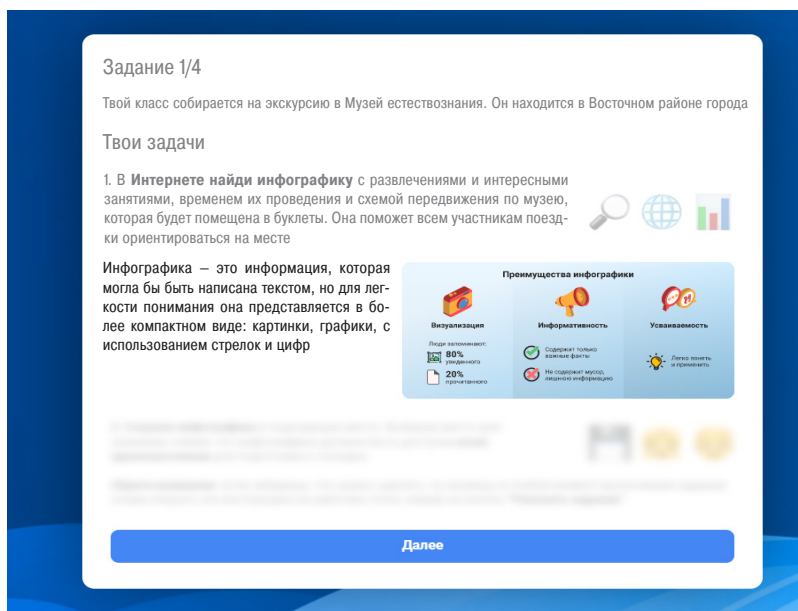 Задание 1/4
Твой класс собирается на экскурсию в Музей естествознания. Он находится в Восточном районе города
Твои задачи
1. В Интернете найди инфографику с развлечениями и интересными
занятиями, временем их проведения и схемой передвижения по музею,
которая будет помещена в буклеты. Она поможет всем участникам поезд-
ки ориентироваться на месте
Инфографика – это информация, которая
могла бы быть написана текстом, но для лег-
кости понимания она представляется в бо-
лее компактном виде: картинки, графики, с
использованием стрелок и цифр
Преимущества инфографики
Визуализация
Люди запоминают:
80%
увиденного
20%
прочитанного
Информативность
Содержит только
важные факты
Не содержит мусор,
лишнюю информацию
Усваиваемость
Легко понять
и применить
Далее